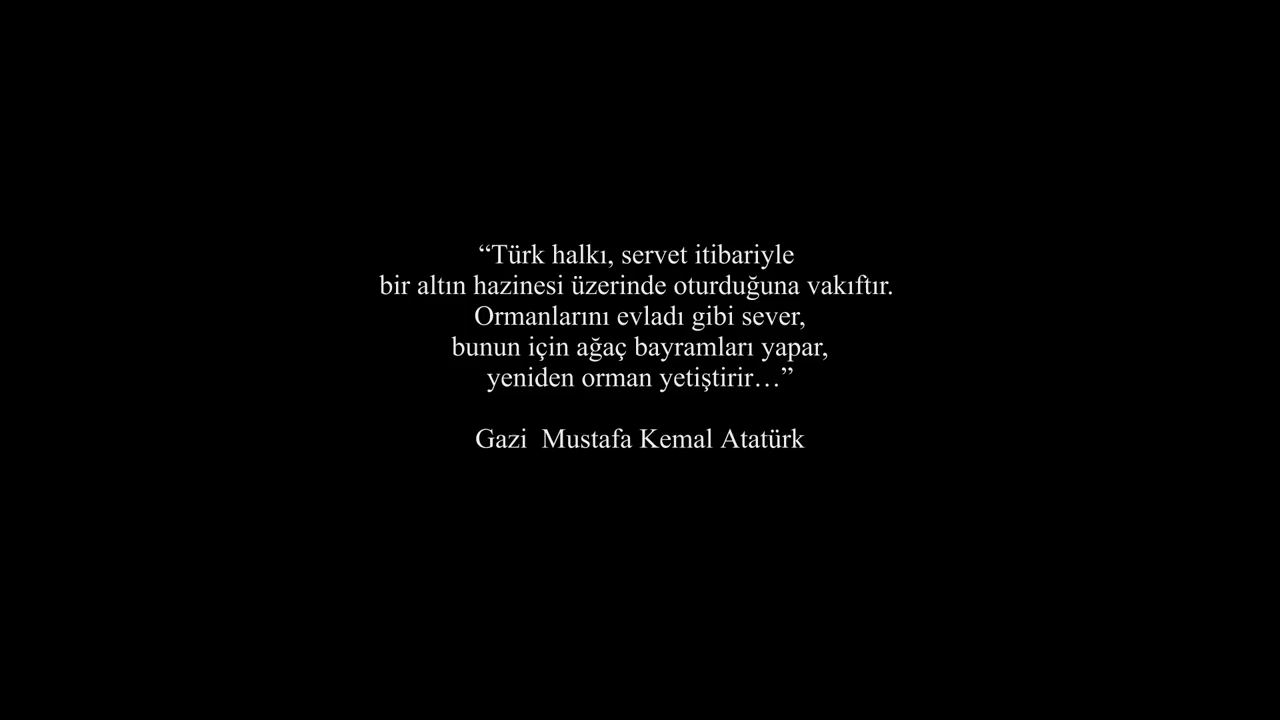 “Türk halkı, servet itibariyle
bir altın hazinesi üzerinde oturduğuna vakıftır.
Ormanlarını evladı gibi sever,
bunun için ağaç bayramları yapar,
yeniden orman yetiştirir…”
Gazi  Mustafa Kemal Atatürk